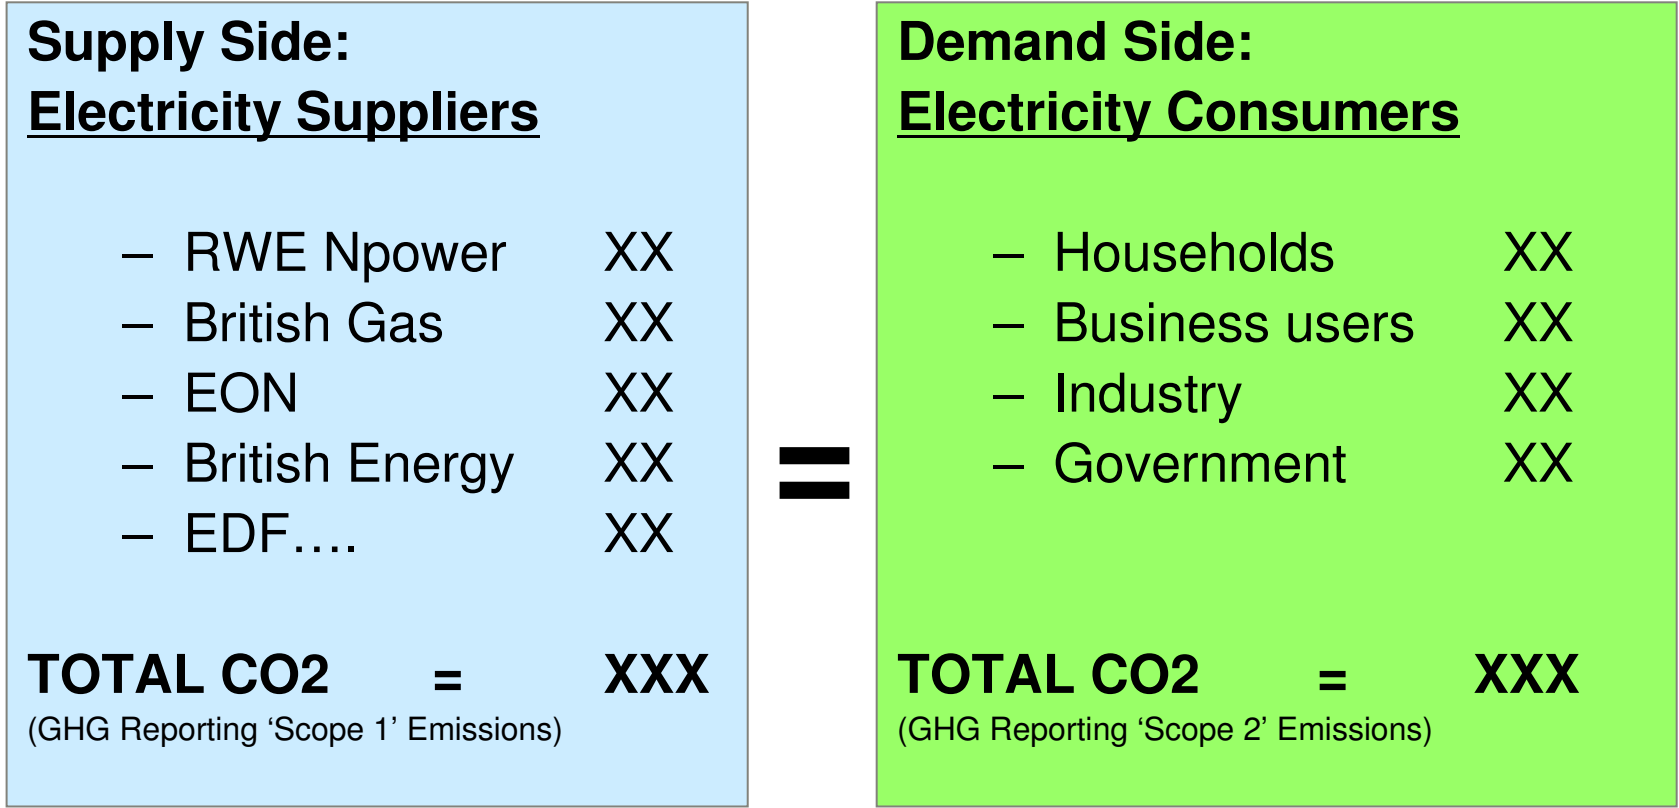 Supply Side:
Electricity Suppliers
– RWE Npower XX
– British Gas XX
– EON XX
– British Energy XX
– EDF…. XX
TOTAL CO2 = XXX
(GHG Reporting ‘Scope 1’ Emissions)
=
Demand Side:
Electricity Consumers
– Households XX
– Business users XX
– Industry XX
– Government XX
TOTAL CO2 = XXX
(GHG Reporting ‘Scope 2’ Emissions)